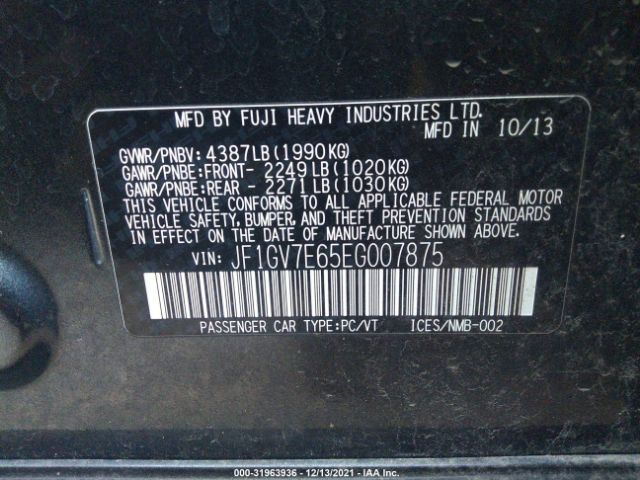 MFD BY FUJI HEAVY INDUSTRIES LTD.
MFD IN 10/13
GVWR/PNBV: 4387LB (1990KG)
GAWR/PNBE:FRONT- 2249LB (1020KG)
GAWR/PNBE:REAR - 2271LB (1030KG)
THIS VEHICLE CONFORMS TO ALL APPLICABLE FEDERAL MOTOR
VEHICLE SAFETY, BUMPER, AND THEFT PREVENTION STANDARDS
IN EFFECT ON THE DATE OF MANUFACTURE SHOWN ABOVE.
VIN: JF1GV7E65EG007875
PASSENGER CAR TYPE:PC/VT ICES/NMB-002
000-31963936 - 12/13/2021 - IAA Inc.